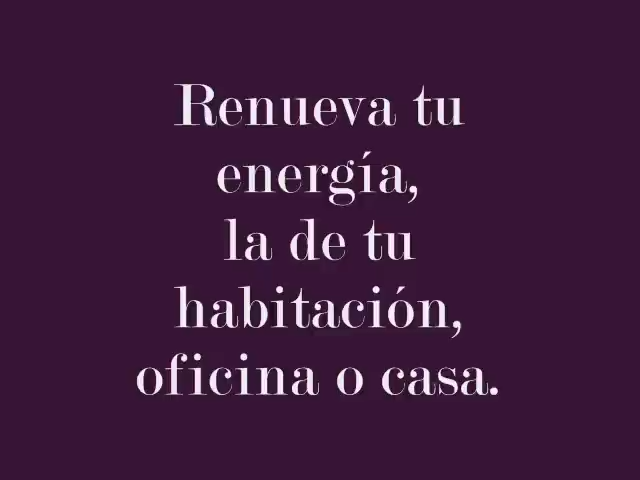 Renueva tu
energía,
la de tu
habitación,
oficina o casa.